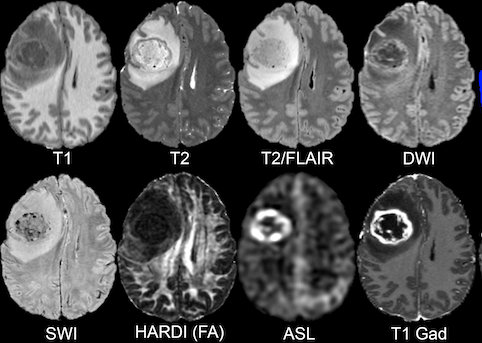 T1
T2
T2/FLAIR
DWI
SWI
HARDI (FA)
ASL
T1 Gad